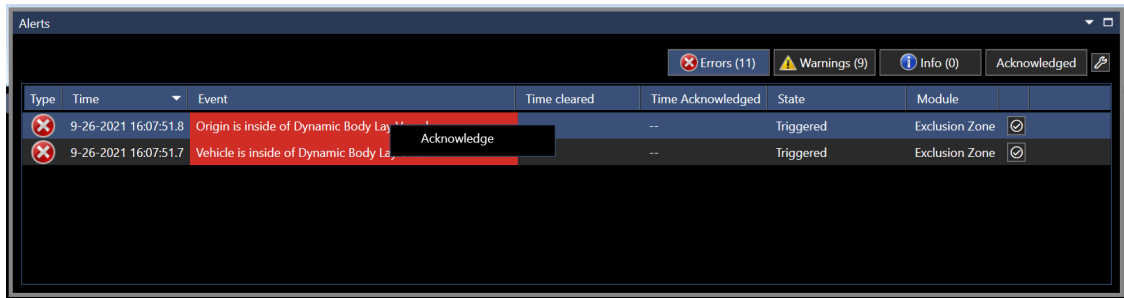 Alerts
Errors (11) Warnings (9) Info (0) Acknowledged
Type Time Event Time cleared Time Acknowledged State Module
9-26-2021 16:07:51.8 Origin is inside of Dynamic Body Lay -- Triggered Exclusion Zone
Acknowledge
9-26-2021 16:07:51.7 Vehicle is inside of Dynamic Body -- Triggered Exclusion Zone